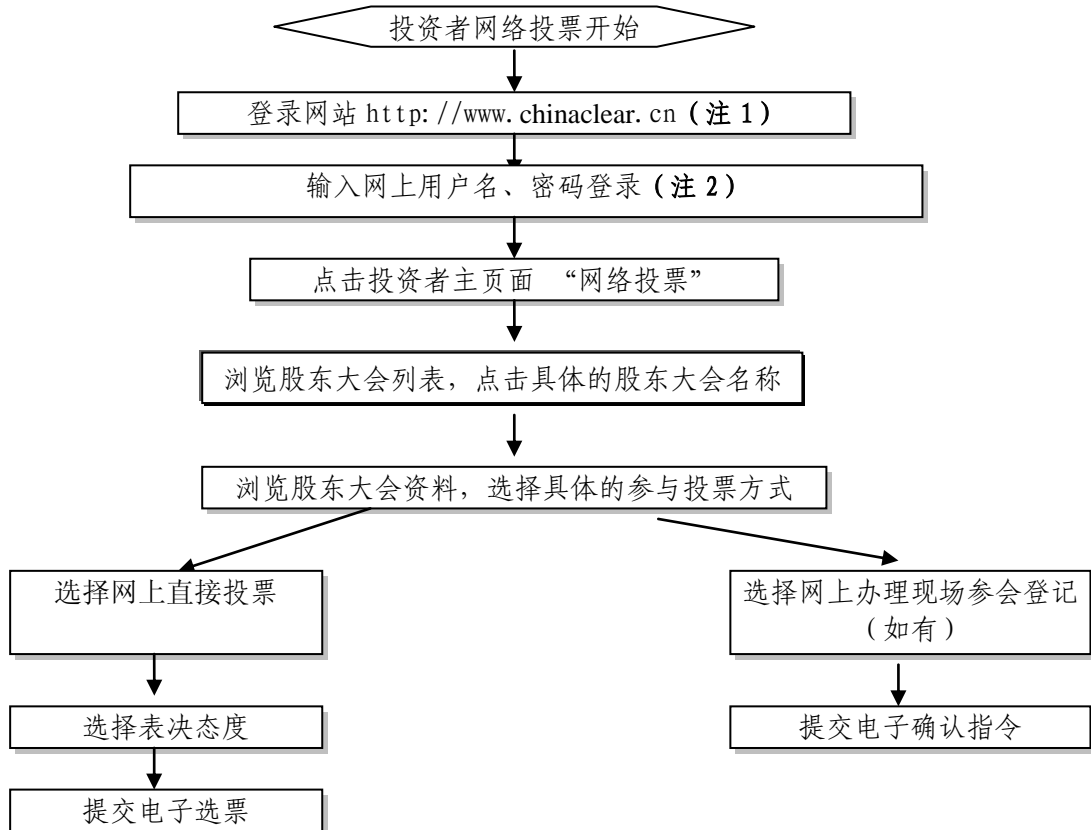 投资者网络投票开始
登录网站 http://www.chinaclear.cn（注1）
输入网上用户名、密码登录（注2）
点击投资者主页面 “网络投票”
浏览股东大会列表，点击具体的股东大会名称
浏览股东大会资料，选择具体的参与投票方式
选择网上直接投票
选择表决态度
提交电子选票
选择网上办理现场参会登记
（如有）
提交电子确认指令